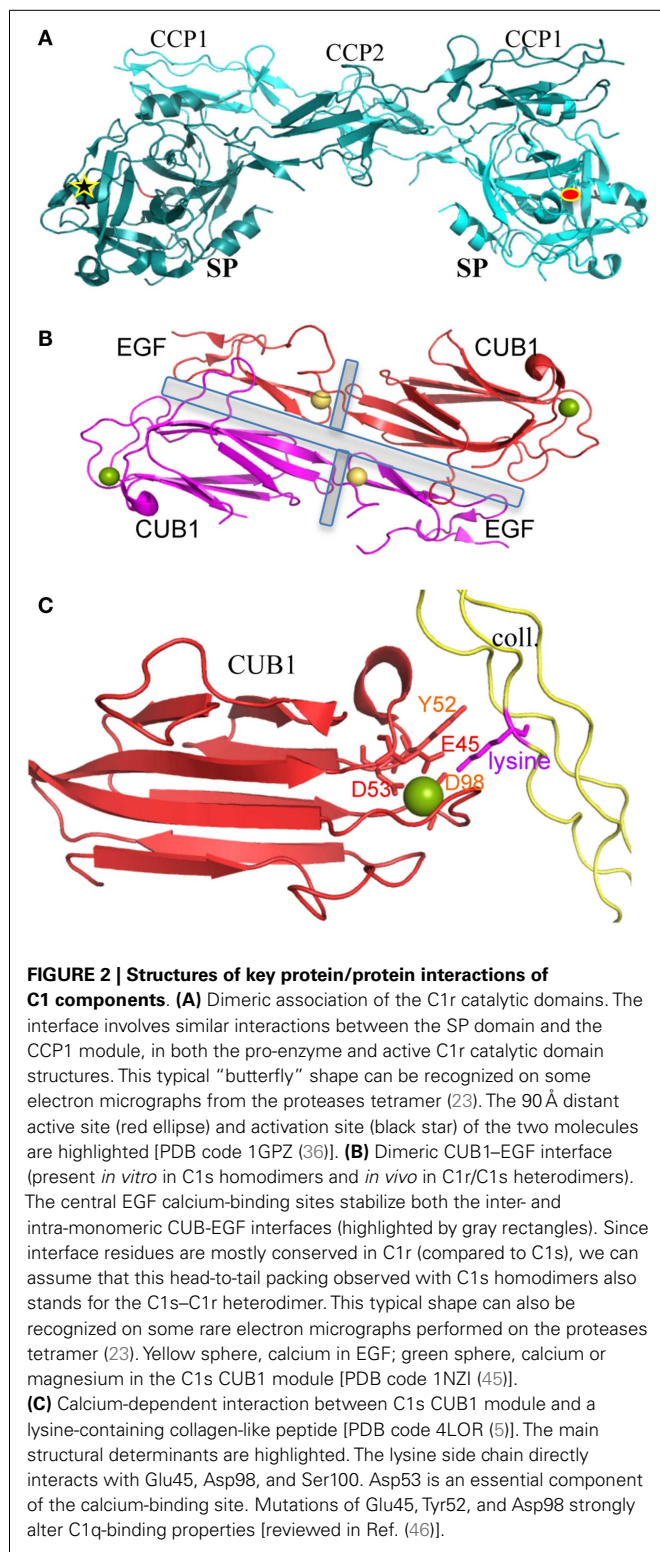 A
CCP1
CCP2
CCP1
SP
SP
B
EGF
CUB1
CUB1
EGF
C
CUB1
coll.
Y52
E45
lysine
D53
D98
FIGURE 2 | Structures of key protein/protein interactions of
C1 components. (A) Dimeric association of the C1r catalytic domains. The
interface involves similar interactions between the SP domain and the
CCP1 module, in both the pro-enzyme and active C1r catalytic domain
structures. This typical “butterfly” shape can be recognized on some
electron micrographs from the proteases tetramer (23). The 90 Å distant
active site (red ellipse) and activation site (black star) of the two molecules
are highlighted [PDB code 1GPZ (36)]. (B) Dimeric CUB1–EGF interface
(present in vitro in C1s homodimers and in vivo in C1r/C1s heterodimers).
The central EGF calcium-binding sites stabilize both the inter- and
intra-monomeric CUB-EGF interfaces (highlighted by gray rectangles). Since
interface residues are mostly conserved in C1r (compared to C1s), we can
assume that this head-to-tail packing observed with C1s homodimers also
stands for the C1s–C1r heterodimer. This typical shape can also be
recognized on some rare electron micrographs performed on the proteases
tetramer (23). Yellow sphere, calcium in EGF; green sphere, calcium or
magnesium in the C1s CUB1 module [PDB code 1NZI (45)].
(C) Calcium-dependent interaction between C1s CUB1 module and a
lysine-containing collagen-like peptide [PDB code 4LOR (5)]. The main
structural determinants are highlighted. The lysine side chain directly
interacts with Glu45, Asp98, and Ser100. Asp53 is an essential component
of the calcium-binding site. Mutations of Glu45, Tyr52, and Asp98 strongly
alter C1q-binding properties [reviewed in Ref. (46)].